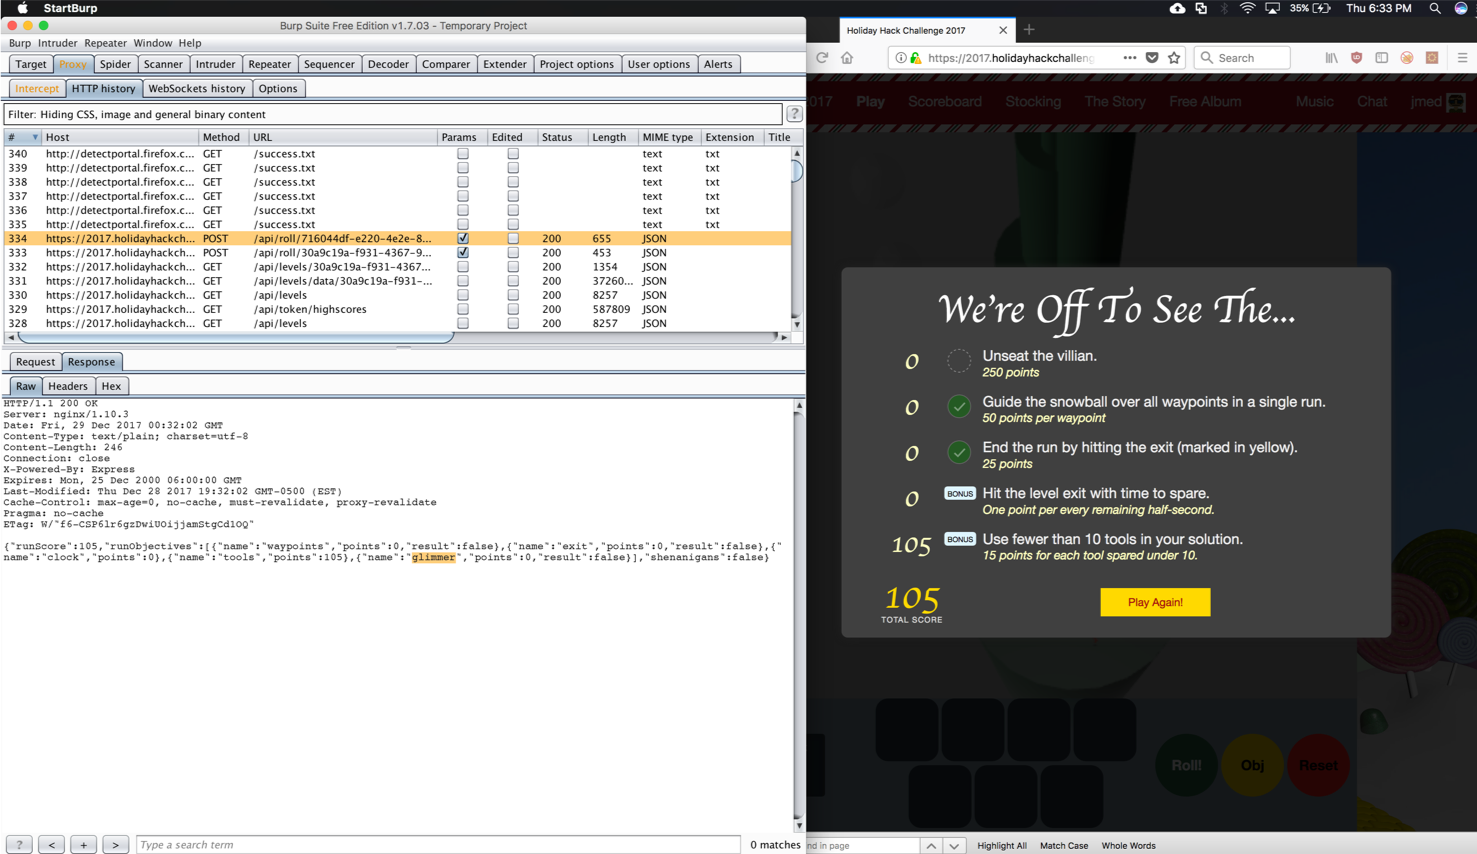 StartBurp
35%
Thu 6:33 PM
Burp Suite Free Edition v1.7.03 - Temporary Project
Burp Intruder Repeater Window Help
Target Proxy Spider Scanner Intruder Repeater Sequencer Decoder Comparer Extender Project options User options Alerts
Intercept HTTP history WebSockets history Options
Filter: Hiding CSS, image and general binary content
?
# Host Method URL Params Edited Status Length MIME type Extension Title
340 http://detectportal.firefox.c... GET /success.txt text txt
339 http://detectportal.firefox.c... GET /success.txt text txt
338 http://detectportal.firefox.c... GET /success.txt text txt
337 http://detectportal.firefox.c... GET /success.txt text txt
336 http://detectportal.firefox.c... GET /success.txt text txt
335 http://detectportal.firefox.c... GET /success.txt text txt
334 https://2017.holidayhackch... POST /api/roll/716044df-e220-4e2e-8... 200 655 JSON
333 https://2017.holidayhackch... POST /api/roll/30a9c19a-f931-4367-9... 200 453 JSON
332 https://2017.holidayhackch... GET /api/levels/30a9c19a-f931-4367... 200 1354 JSON
331 https://2017.holidayhackch... GET /api/levels/data/30a9c19a-f931-... 200 37260... JSON
330 https://2017.holidayhackch... GET /api/levels 200 8257 JSON
329 https://2017.holidayhackch... GET /api/token/highscores 200 587809 JSON
328 https://2017.holidayhackch... GET /api/levels 200 8257 JSON
Request Response
Raw Headers Hex
HTTP/1.1 200 OK
Server: nginx/1.10.3
Date: Fri, 29 Dec 2017 00:32:02 GMT
Content-Type: text/plain; charset=utf-8
Content-Length: 246
Connection: close
X-Powered-By: Express
Expires: Mon, 25 Dec 2000 06:00:00 GMT
Last-Modified: Thu Dec 28 2017 19:32:02 GMT-0500 (EST)
Cache-Control: max-age=0, no-cache, must-revalidate, proxy-revalidate
Pragma: no-cache
ETag: W/"f6-CSP6lr6gzDwiUOijjamStgCd1OQ"
{"runScore":105,"runObjectives":[{"name":"waypoints","points":0,"result":false},{"name":"exit","points":0,"result":false},{"
name":"clock","points":0},{"name":"tools","points":105},{"name":"glimmer","points":0,"result":false}],"shenanigans":false}
? < + > Type a search term 0 matches
Holiday Hack Challenge 2017
https://2017.holidayhackchalleng
Search
2017 Play Scoreboard Stocking The Story Free Album Music Chat jmed
We're Off To See The...
0 Unseat the villian.
250 points
0 Guide the snowball over all waypoints in a single run.
50 points per waypoint
0 End the run by hitting the exit (marked in yellow).
25 points
0 BONUS Hit the level exit with time to spare.
One point per every remaining half-second.
105 BONUS Use fewer than 10 tools in your solution.
15 points for each tool spared under 10.
105
TOTAL SCORE
Play Again!
Roll! Obj Reset
nd in page Highlight All Match Case Whole Words